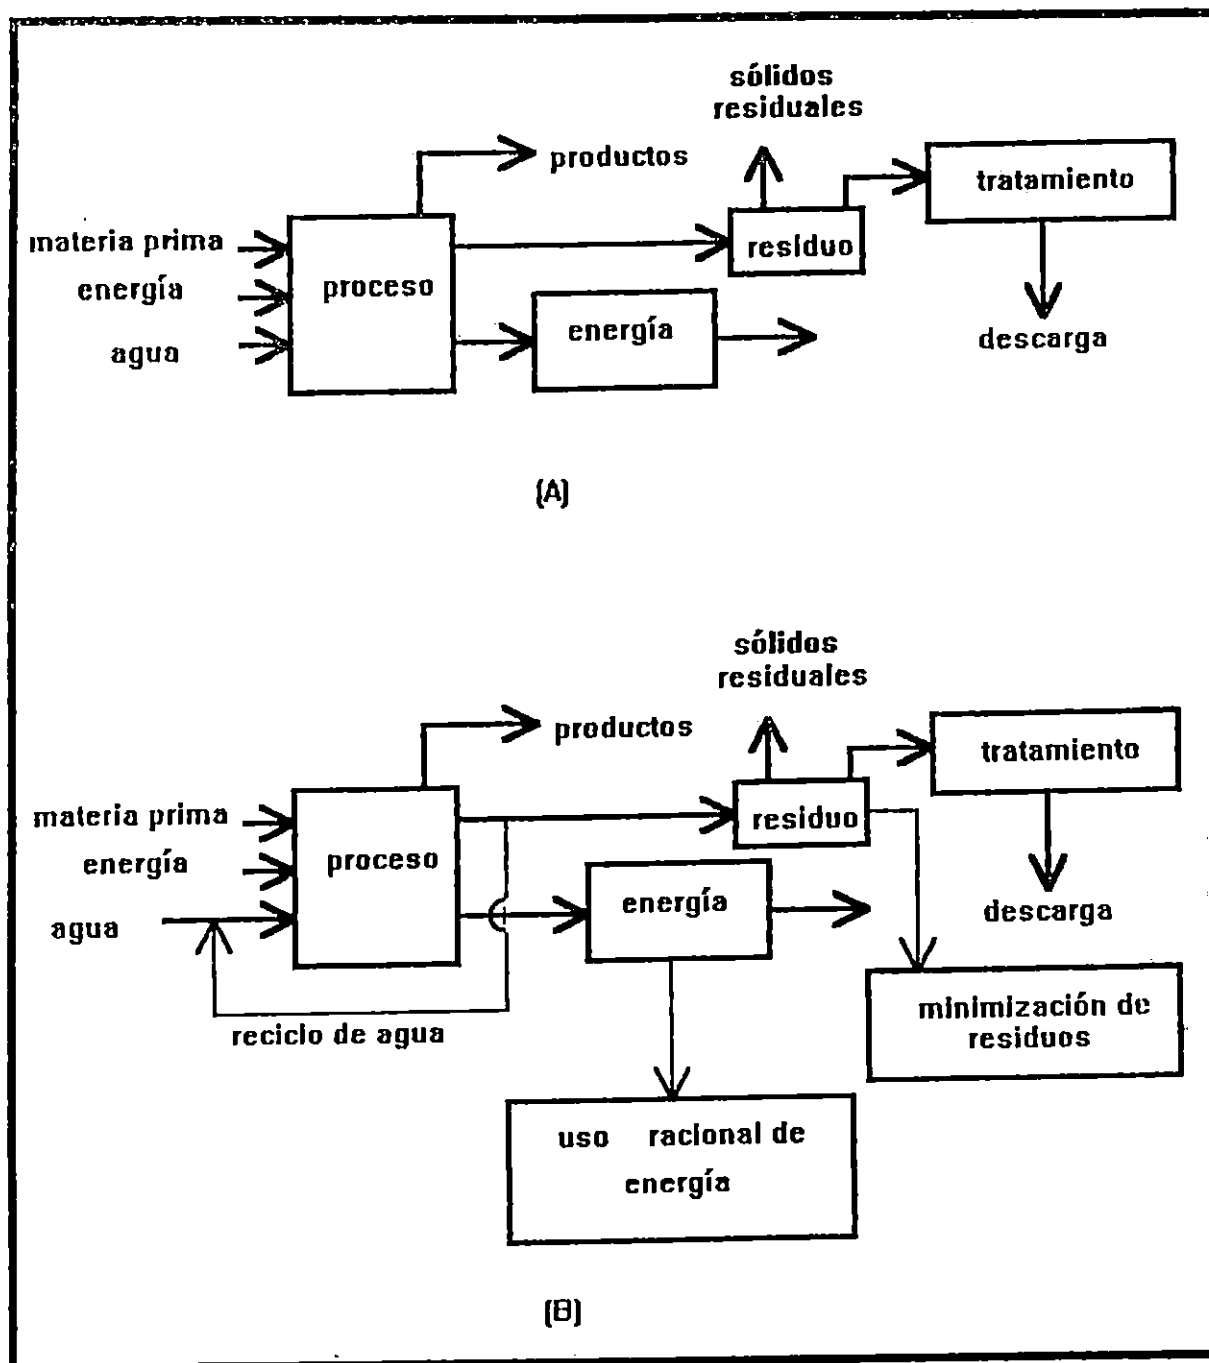 sólidos
residuales
productos
tratamiento
materia prima
resíduo
proceso
energía
energía
agua
descarga
(A)
sólidos
residuales
productos
tratamiento
materia prima
residuo
proceso
energía
energía
agua
descarga
reciclo de agua
minimización de
residuos
uso racional de
energía
(B)